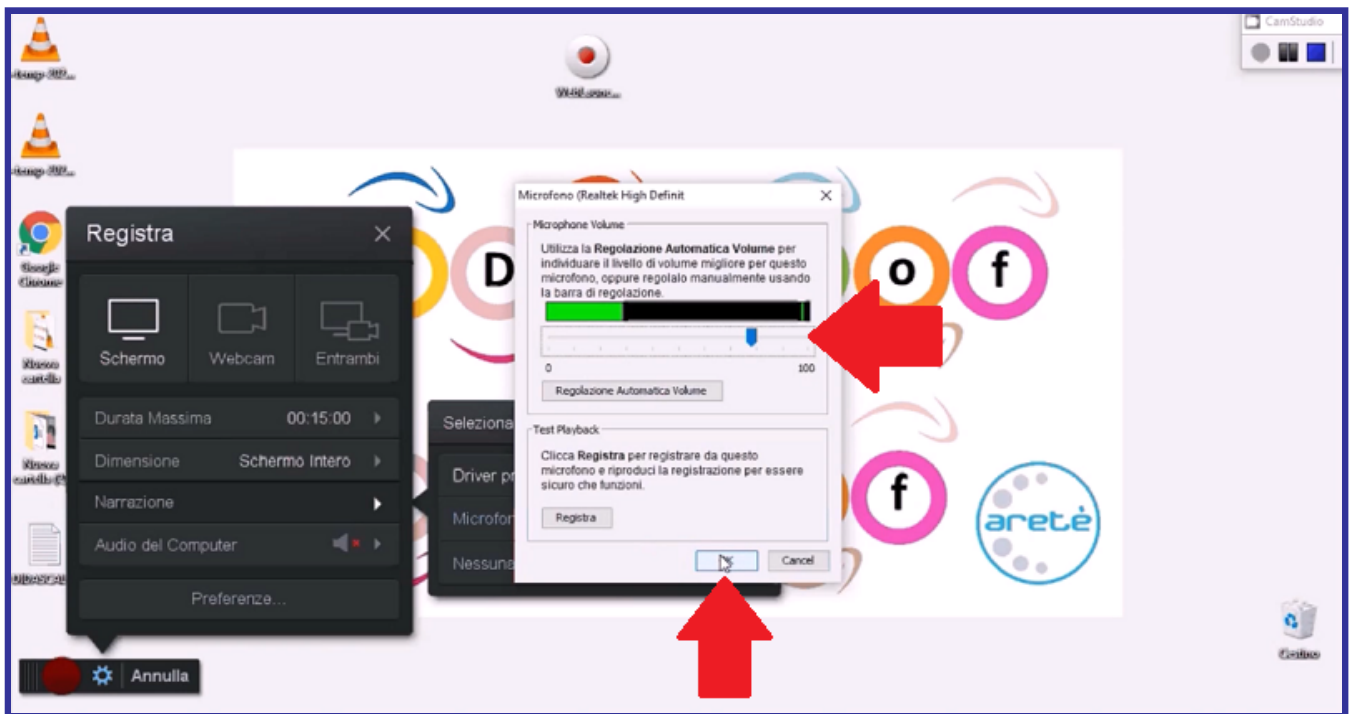 CamStudio
Google
Chrome
Nuova
cartella
Nuova
Cestino
D
o
f
f
aretè
Registra
Schermo
Webcam
Entrambi
Durata Massima 00:15:00
Dimensione Schermo Intero
Narrazione
Audio del Computer
Preferenze...
Annulla
Seleziona
Driver pr
Microfon
Nessuna
Microfono (Realtek High Definit
Microphone Volume
Utilizza la Regolazione Automatica Volume per
individuare il livello di volume migliore per questo
microfono, oppure regolalo manualmente usando
la barra di regolazione.
0 100
Regolazione Automatica Volume
Test Playback
Clicca Registra per registrare da questo
microfono e riproduci la registrazione per essere
sicuro che funzioni.
Registra
Cancel